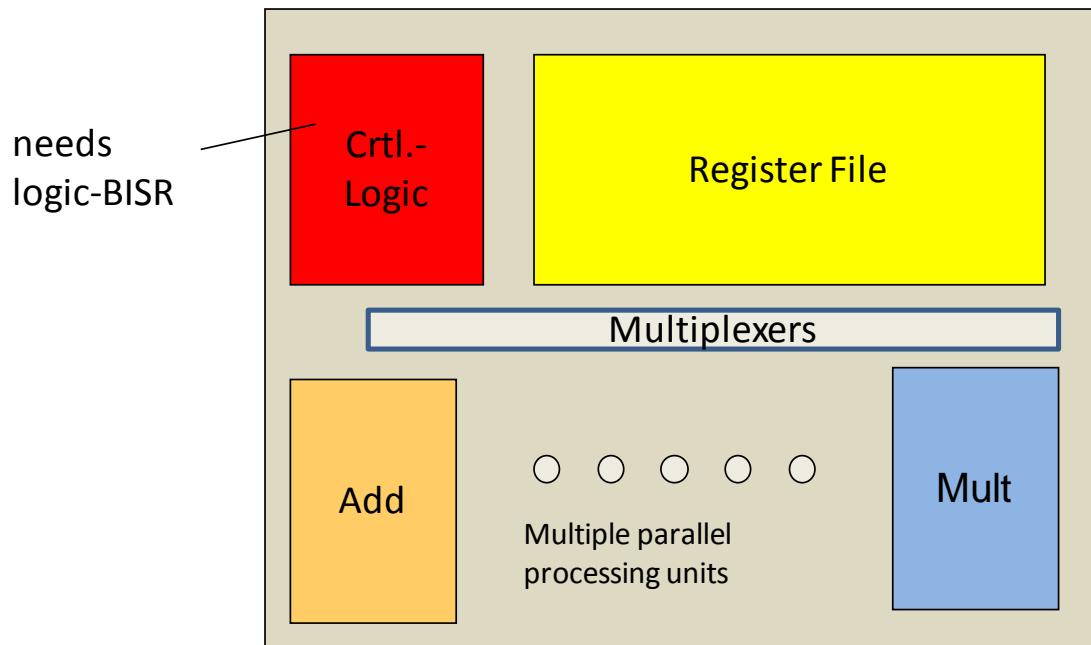 needs
logic-BISR
Crtl.-
Logic
Register File
Multiplexers
Add
Multiple parallel
processing units
Mult